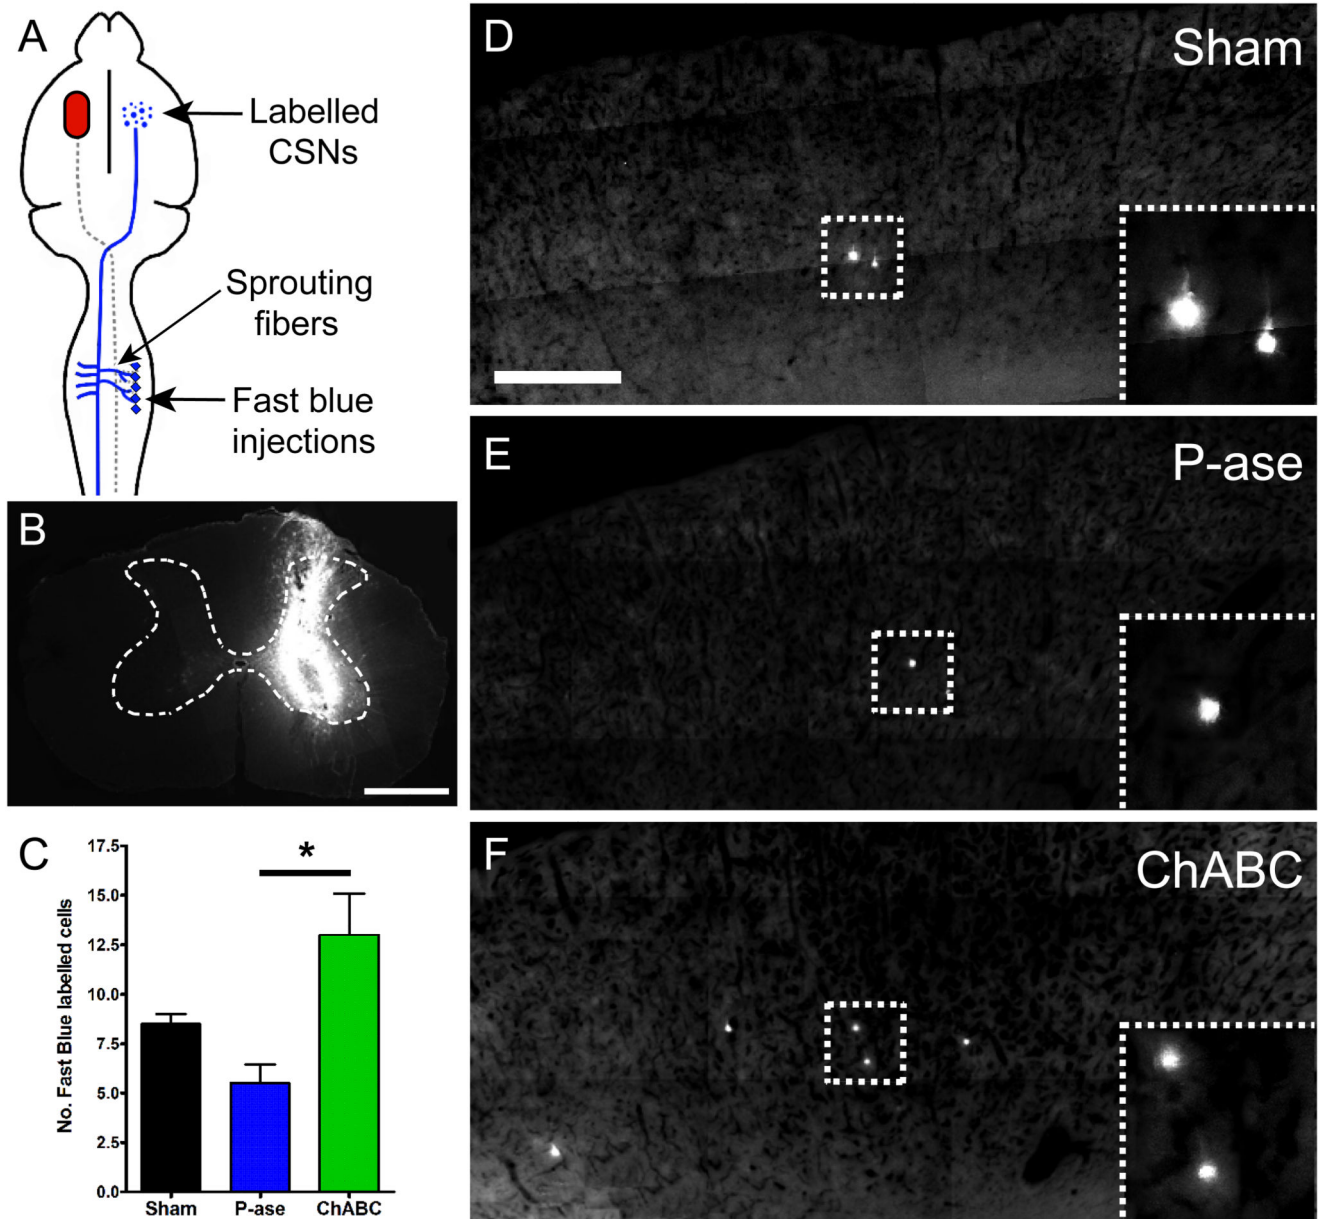 A
Labelled
CSNs
Sprouting
fibers
Fast blue
injections
B
C
No. Fast Blue labelled cells
17.5
15.0
12.5
10.0
7.5
5.0
2.5
0.0
*
Sham
P-ase
ChABC
D
Sham
E
P-ase
F
ChABC